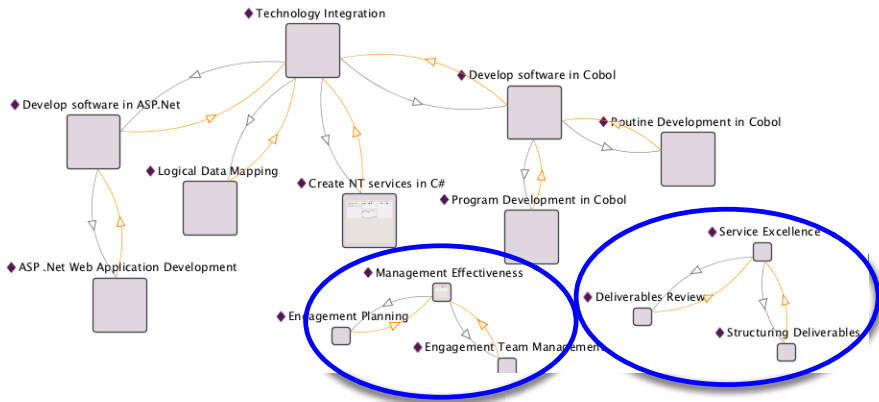 Technology Integration
Develop software in Cobol
Develop software in ASP.Net
Routine Development in Cobol
Logical Data Mapping
Create NT services in C#
Program Development in Cobol
Service Excellence
ASP .Net Web Application Development
Management Effectiveness
Deliverables Review
Engagement Planning
Structuring Deliverables
Engagement Team Management